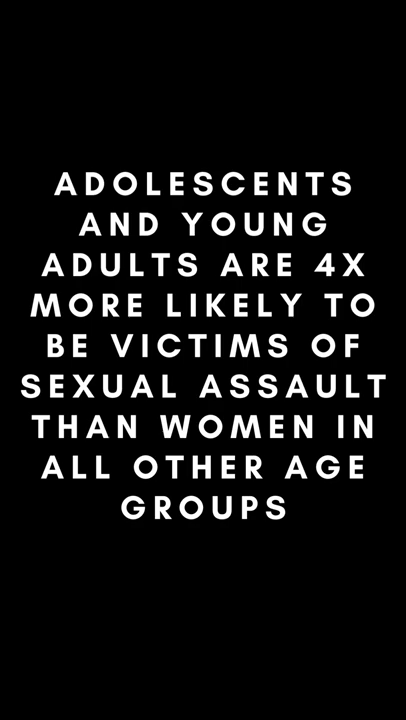 ADOLESCENTS
AND YOUNG
ADULTS ARE 4X
MORE LIKELY TO
BE VICTIMS OF
SEXUAL ASSAULT
THAN WOMEN IN
ALL OTHER AGE
GROUPS